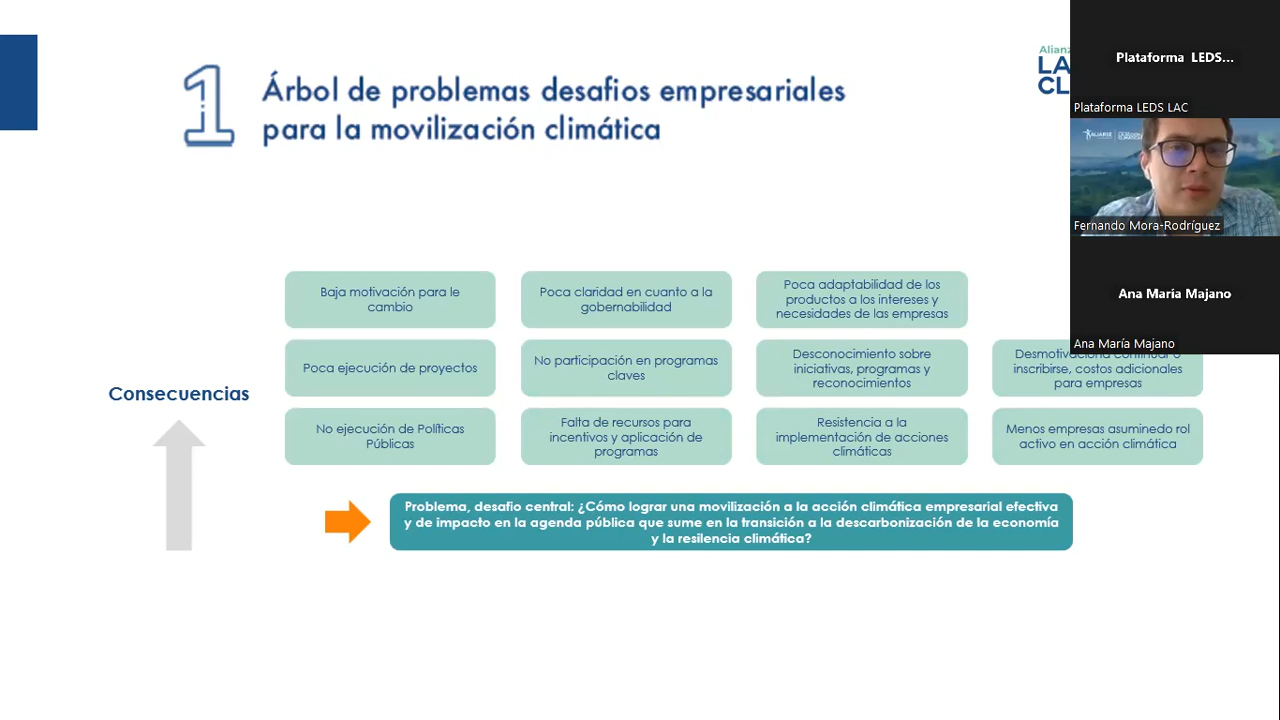 1
Árbol de problemas desafios empresariales
para la movilización climática
Alianz
LA
CL
Plataforma LEDS...
Plataforma LEDS LAC
Fernando Mora-Rodríguez
Ana María Majano
Ana María Majano
Baja motivación para le
cambio
Poca claridad en cuanto a la
gobernabilidad
Poca adaptabilidad de los
productos a los intereses y
necesidades de las empresas
Poca ejecución de proyectos
No participación en programas
claves
Desconocimiento sobre
iniciativas, programas y
reconocimientos
inscribirse, costos adicionales
para empresas
Consecuencias
No ejecución de Políticas
Públicas
Falta de recursos para
incentivos y aplicación de
programas
Resistencia a la
implementación de acciones
climáticas
Menos empresas asuminedo rol
activo en acción climática
Problema, desafio central: ¿Cómo lograr una movilización a la acción climática empresarial efectiva
y de impacto en la agenda pública que sume en la transición a la descarbonización de la economía
y la resilencia climática?